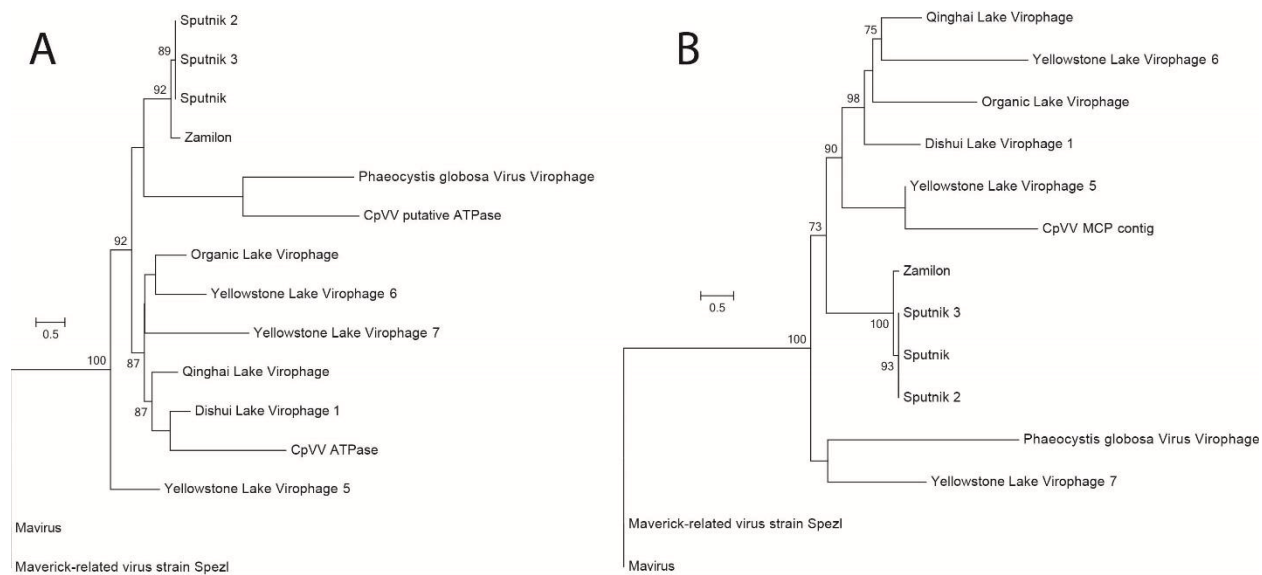 A
Sputnik 2
89
Sputnik 3
92
Sputnik
Zamilon
Phaeocystis globosa Virus Virophage
CpVV putative ATPase
92
Organic Lake Virophage
Yellowstone Lake Virophage 6
0.5
Yellowstone Lake Virophage 7
100
87
Qinghai Lake Virophage
87
Dishui Lake Virophage 1
CpVV ATPase
Yellowstone Lake Virophage 5
Mavirus
Maverick-related virus strain Spezl
B
Qinghai Lake Virophage
75
Yellowstone Lake Virophage 6
98
Organic Lake Virophage
Dishui Lake Virophage 1
90
Yellowstone Lake Virophage 5
73
CpVV MCP contig
Zamilon
0.5
Sputnik 3
100
100
Sputnik
93
Sputnik 2
Phaeocystis globosa Virus Virophage
Yellowstone Lake Virophage 7
Maverick-related virus strain Spezl
Mavirus